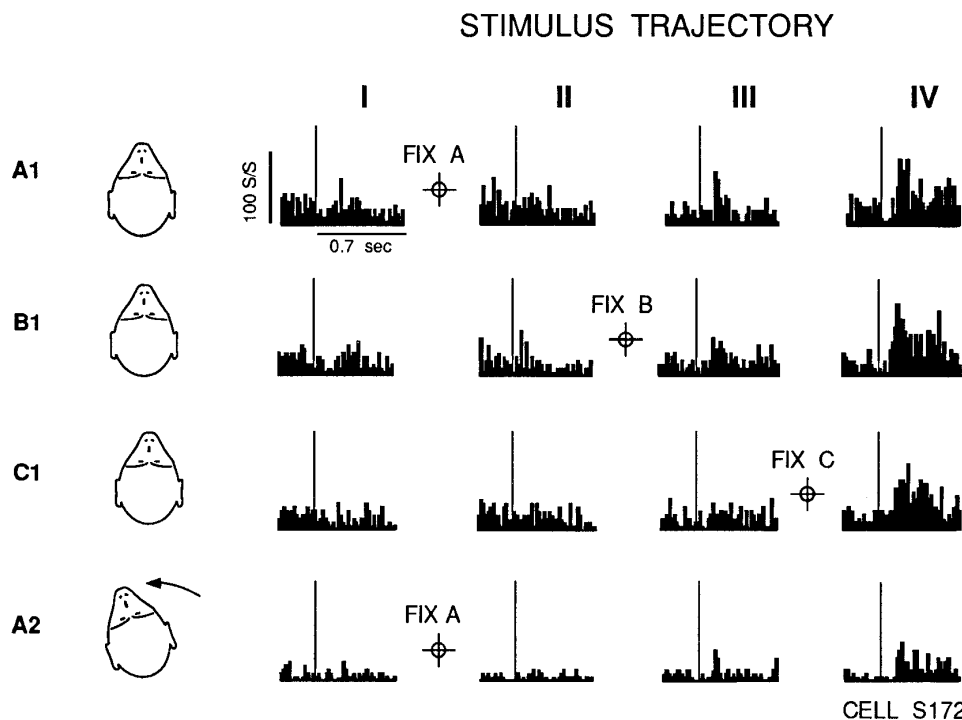 STIMULUS TRAJECTORY
I II III IV
A1
100 S/S
FIX A
0.7 sec
B1
FIX B
C1
FIX C
A2
FIX A
CELL S172